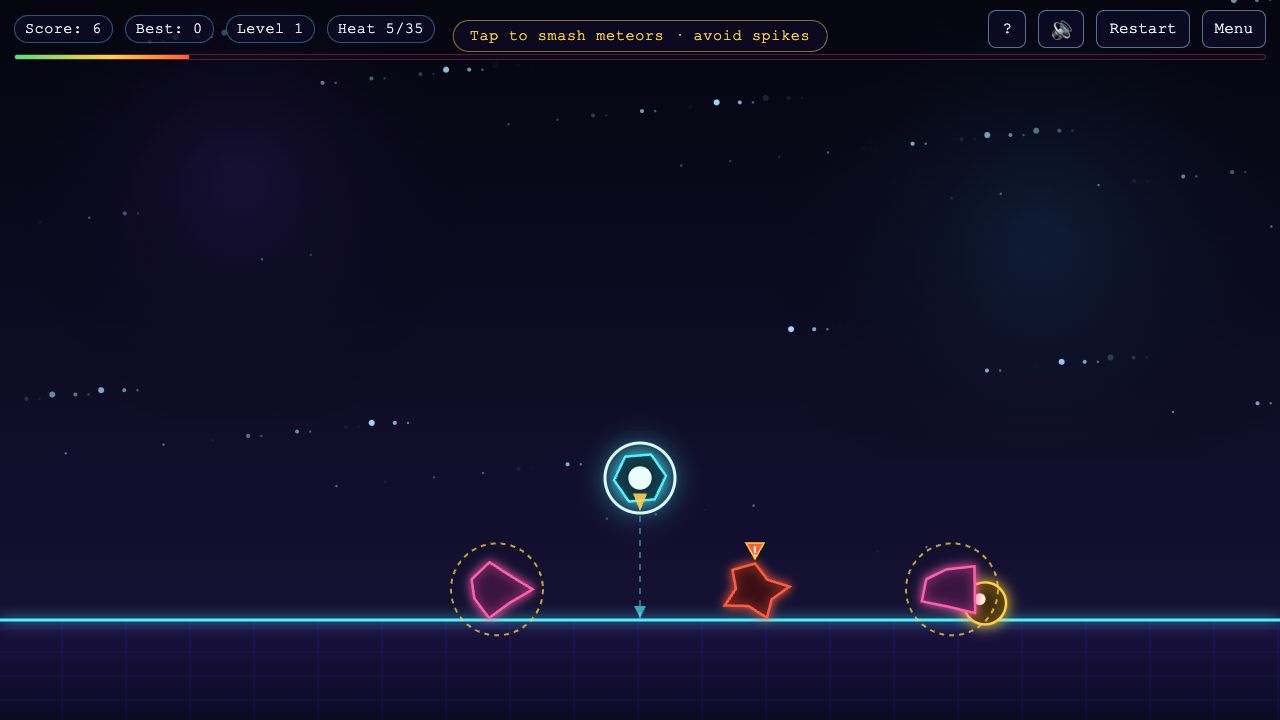 Score: 6
Best: 0
Level 1
Heat 5/35
Tap to smash meteors · avoid spikes
?
Restart
Menu
!